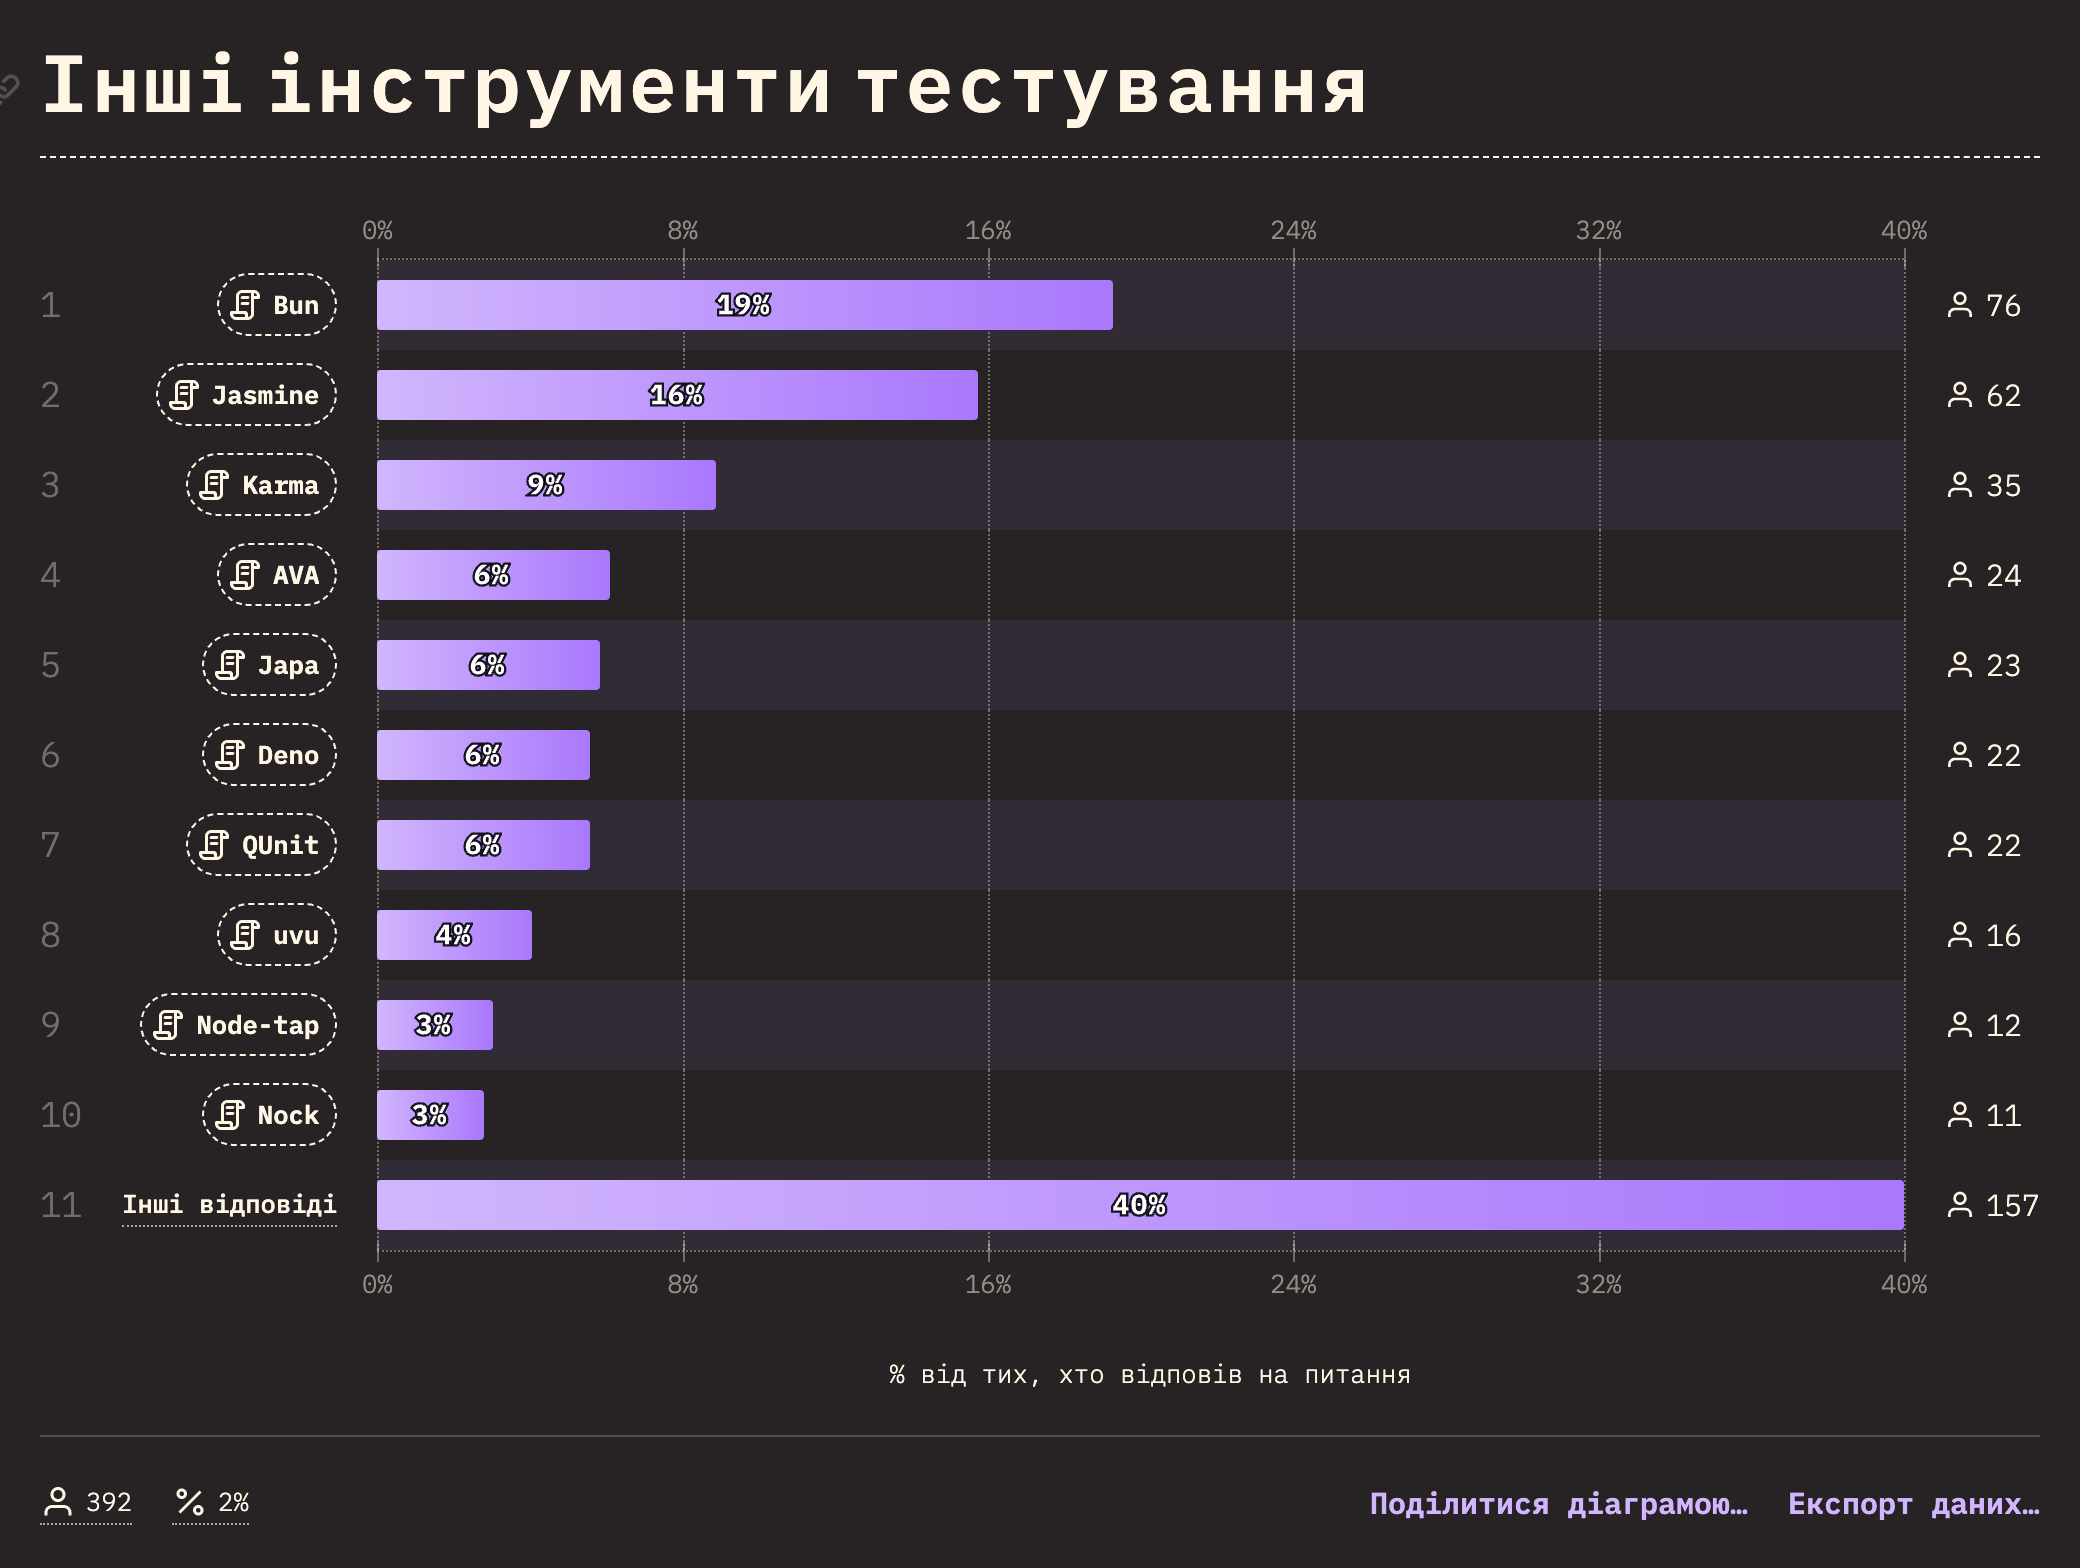 Інші інструменти тестування
0% 8% 16% 24% 32% 40%
1 Bun 19% 76
2 Jasmine 16% 62
3 Karma 9% 35
4 AVA 6% 24
5 Japa 6% 23
6 Deno 6% 22
7 QUnit 6% 22
8 uvu 4% 16
9 Node-tap 3% 12
10 Nock 3% 11
11 Інші відповіді 40% 157
0% 8% 16% 24% 32% 40%
% від тих, хто відповів на питання
392 2% Поділитися діаграмою… Експорт даних…